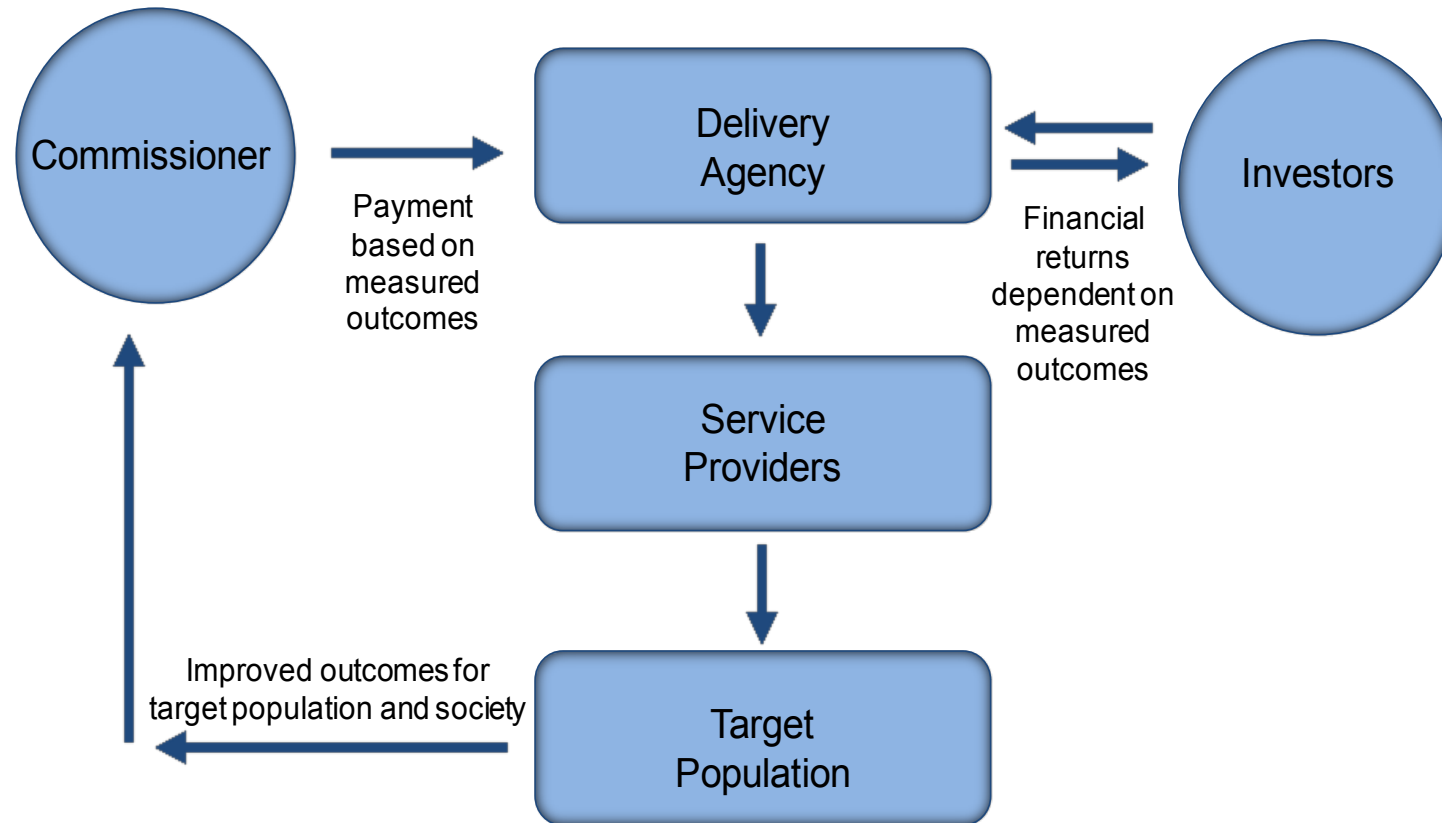 Commissioner
Payment
based on
measured
outcomes
Delivery
Agency
Investors
Financial
returns
dependent on
measured
outcomes
Service
Providers
Improved outcomes for
target population and society
Target
Population